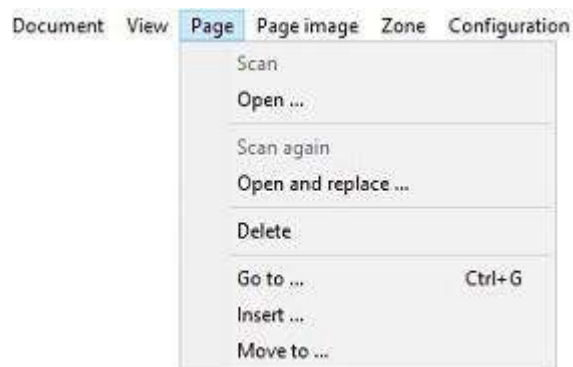 Document View Page Page image Zone Configuration
Scan
Open ...
Scan again
Open and replace ...
Delete
Go to ... Ctrl+G
Insert ...
Move to ...